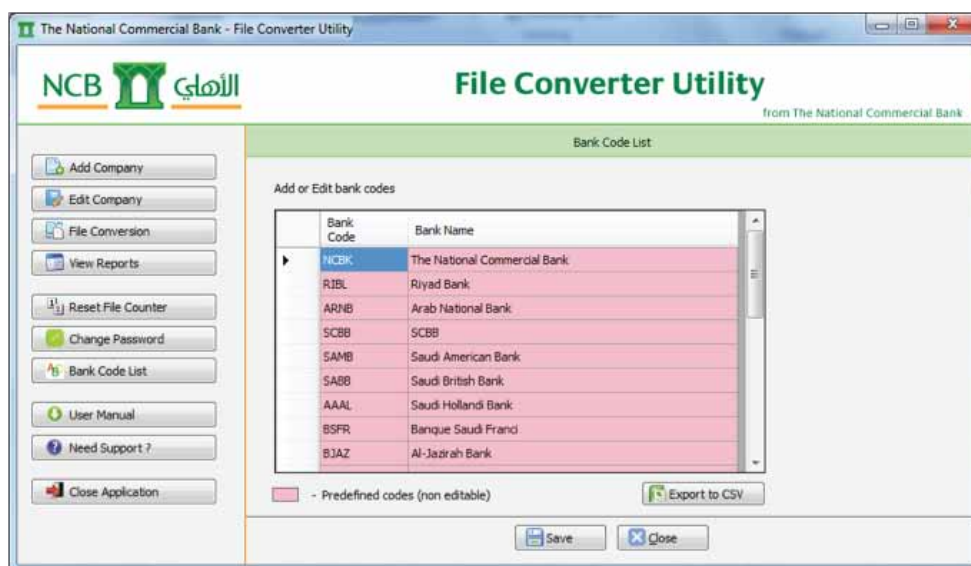 The National Commercial Bank - File Converter Utility
NCB الأهلي
File Converter Utility
from The National Commercial Bank
Add Company
Edit Company
File Conversion
View Reports
Reset File Counter
Change Password
Bank Code List
User Manual
Need Support ?
Close Application
Bank Code List
Add or Edit bank codes
Bank Code Bank Name
NCBK The National Commercial Bank
RIBL Riyad Bank
ARNB Arab National Bank
SCBB SCBB
SAMB Saudi American Bank
SABB Saudi British Bank
AAAL Saudi Hollandi Bank
BSFR Banque Saudi Franci
BJAZ Al-Jazirah Bank
- Predefined codes (non editable)
Export to CSV
Save Close